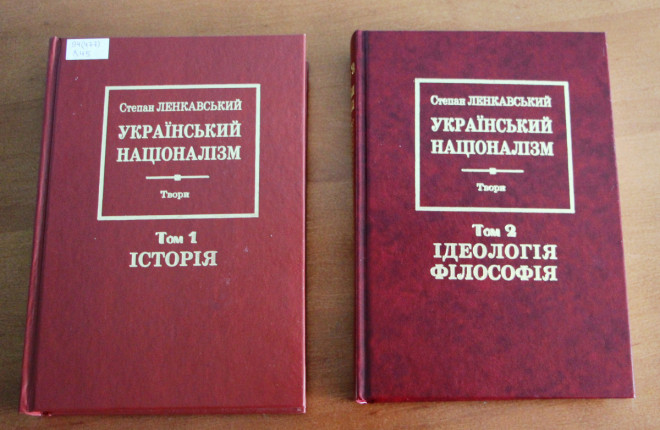 Степан ЛЕНКАВСЬКИЙ
УКРАЇНСЬКИЙ
НАЦІОНАЛІЗМ
Твори
Том 1
ІСТОРІЯ
Степан ЛЕНКАВСЬКИЙ
УКРАЇНСЬКИЙ
НАЦІОНАЛІЗМ
Твори
Том 2
ІДЕОЛОГІЯ
ФІЛОСОФІЯ